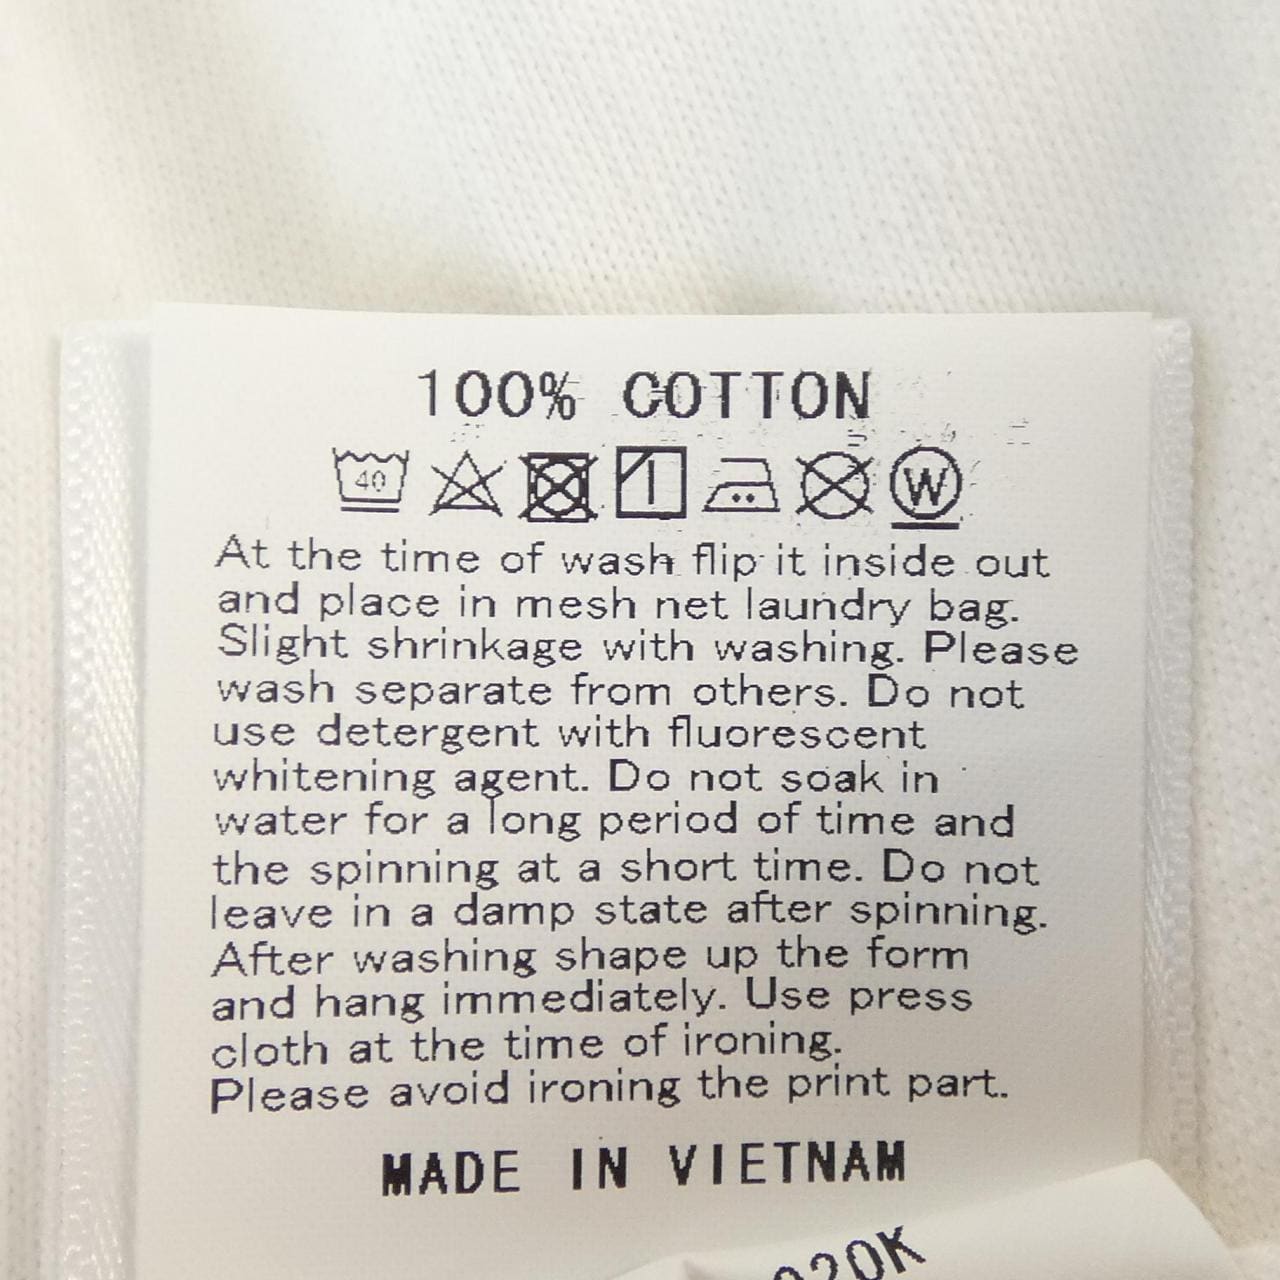 100% COTTON
40 W
At the time of wash flip it inside out
and place in mesh net laundry bag.
Slight shrinkage with washing. Please
wash separate from others. Do not
use detergent with fluorescent
whitening agent. Do not soak in
water for a long period of time and
the spinning at a short time. Do not
leave in a damp state after spinning.
After washing shape up the form
and hang immediately. Use press
cloth at the time of ironing.
Please avoid ironing the print part.
MADE IN VIETNAM